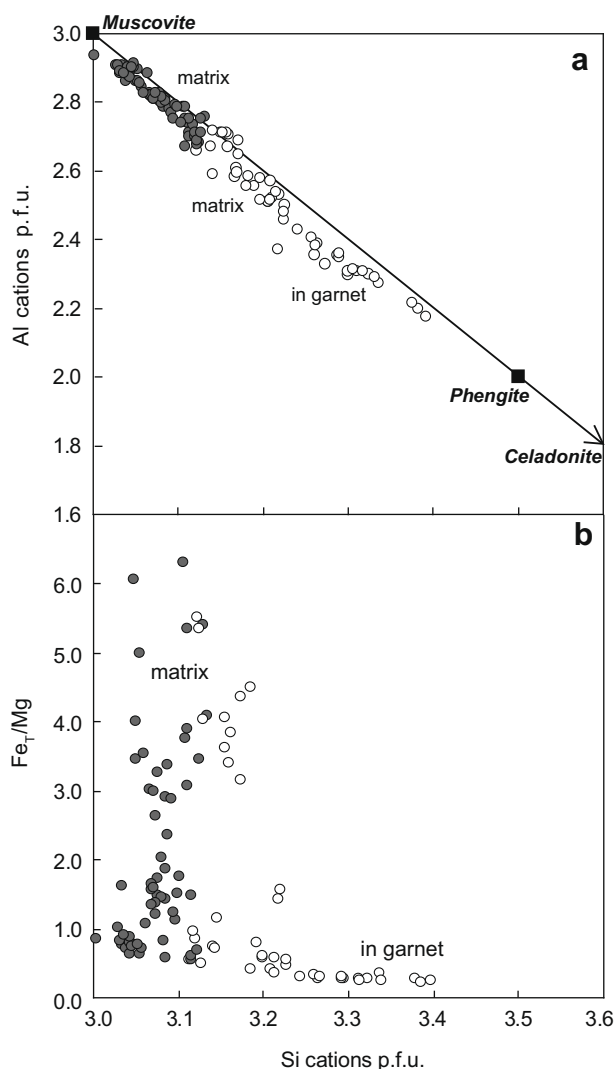 3.0
Muscovite
a
matrix
2.8
2.6
matrix
2.4
in garnet
2.2
2.0
Phengite
1.8
Celadonite
1.6
Al cations p.f.u.
b
6.0
5.0
matrix
4.0
3.0
2.0
1.0
in garnet
0.0
Fe_T/Mg
3.0 3.1 3.2 3.3 3.4 3.5 3.6
Si cations p.f.u.